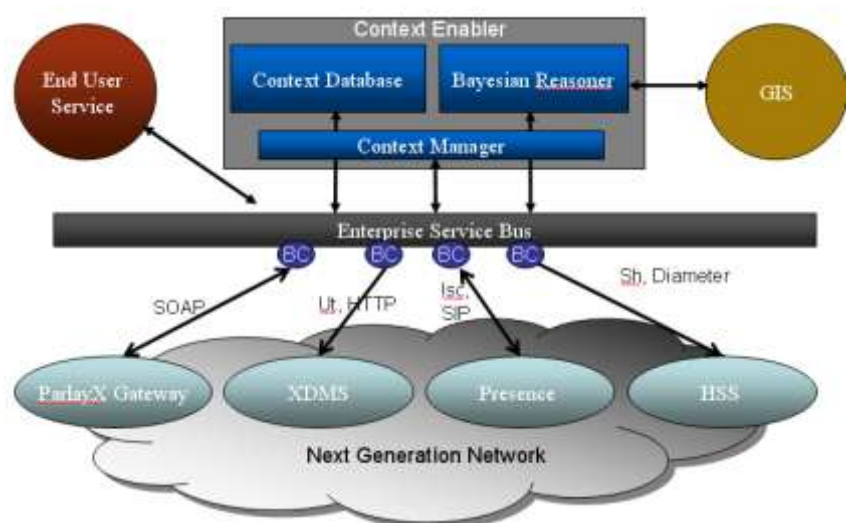 Context Enabler
End User
Service
Context Database
Bayesian Reasoner
GIS
Context Manager
Enterprise Service Bus
BC
BC
BC
BC
SOAP
Ut, HTTP
Isc,
SIP
Sh, Diameter
ParlayX Gateway
XDMS
Presence
HSS
Next Generation Network